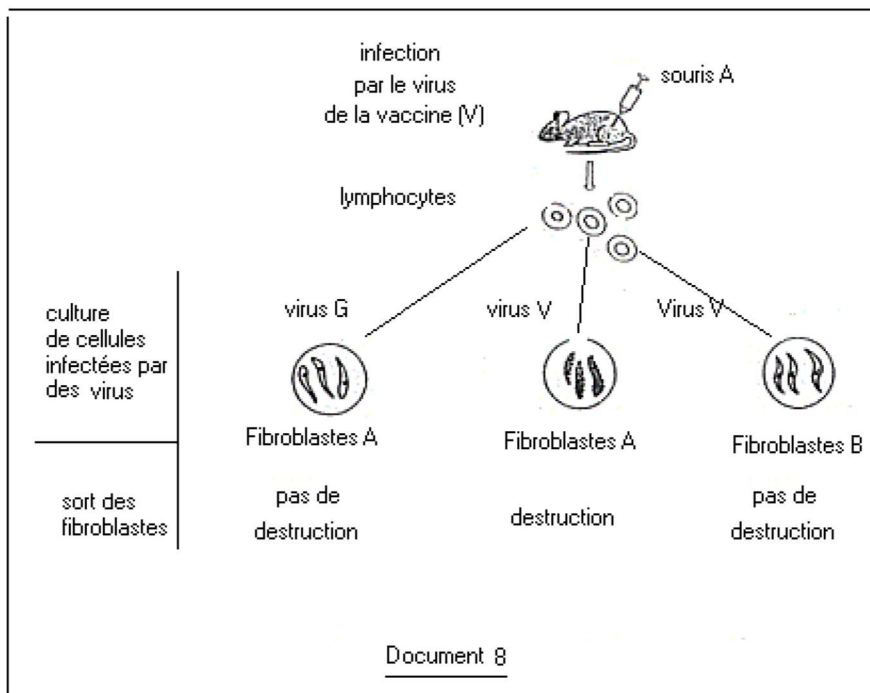 infection
par le virus
de la vaccine (V)
souris A
lymphocytes
culture
de cellules
infectées par
des virus
virus G
virus V
Virus V
Fibroblastes A
Fibroblastes A
Fibroblastes B
sort des
fibroblastes
pas de
destruction
destruction
pas de
destruction
Document 8